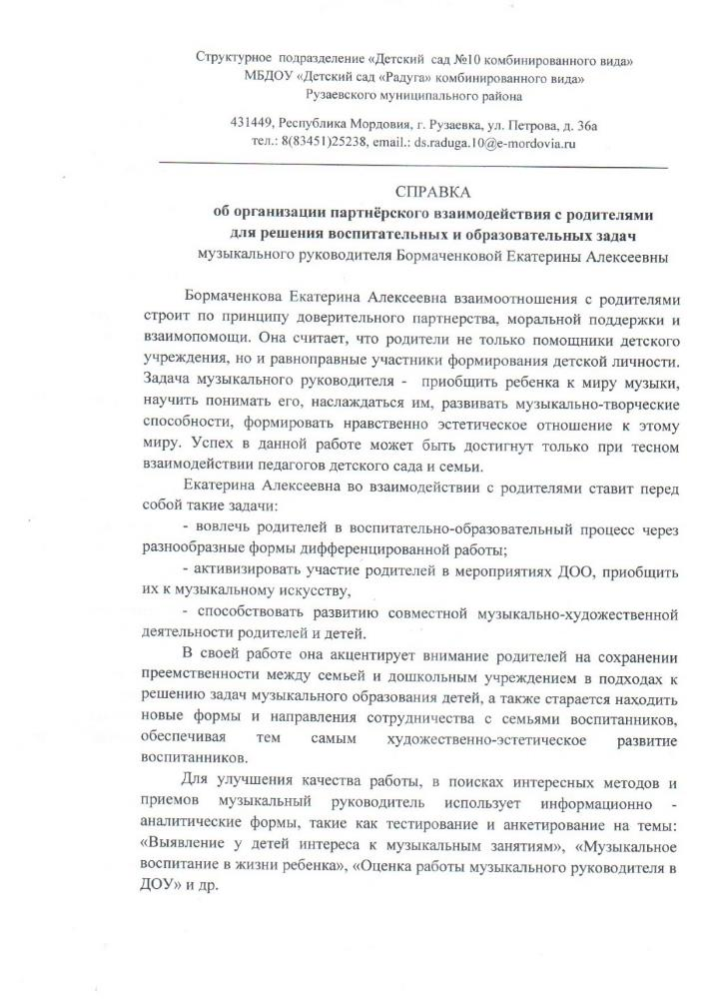 Структурное подразделение «Детский сад №10 комбинированного вида»
МБДОУ «Детский сад «Радуга» комбинированного вида»
Рузаевского муниципального района
431449, Республика Мордовия, г. Рузаевка, ул. Петрова, д. 36а
тел.: 8(83451)25238, email.: ds.raduga.10@e-mordovia.ru
СПРАВКА
об организации партнёрского взаимодействия с родителями
для решения воспитательных и образовательных задач
музыкального руководителя Бормаченковой Екатерины Алексеевны
Бормаченкова Екатерина Алексеевна взаимоотношения с родителями
строит по принципу доверительного партнерства, моральной поддержки и
взаимопомощи. Она считает, что родители не только помощники детского
учреждения, но и равноправные участники формирования детской личности.
Задача музыкального руководителя - приобщить ребенка к миру музыки,
научить понимать его, наслаждаться им, развивать музыкально-творческие
способности, формировать нравственно эстетическое отношение к этому
миру. Успех в данной работе может быть достигнут только при тесном
взаимодействии педагогов детского сада и семьи.
Екатерина Алексеевна во взаимодействии с родителями ставит перед
собой такие задачи:
- вовлечь родителей в воспитательно-образовательный процесс через
разнообразные формы дифференцированной работы;
- активизировать участие родителей в мероприятиях ДОО, приобщить
их к музыкальному искусству,
- способствовать развитию совместной музыкально-художественной
деятельности родителей и детей.
В своей работе она акцентирует внимание родителей на сохранении
преемственности между семьей и дошкольным учреждением в подходах к
решению задач музыкального образования детей, а также старается находить
новые формы и направления сотрудничества с семьями воспитанников,
обеспечивая тем самым художественно-эстетическое развитие
воспитанников.
Для улучшения качества работы, в поисках интересных методов и
приемов музыкальный руководитель использует информационно -
аналитические формы, такие как тестирование и анкетирование на темы:
«Выявление у детей интереса к музыкальным занятиям», «Музыкальное
воспитание в жизни ребенка», «Оценка работы музыкального руководителя в
ДОУ» и др.